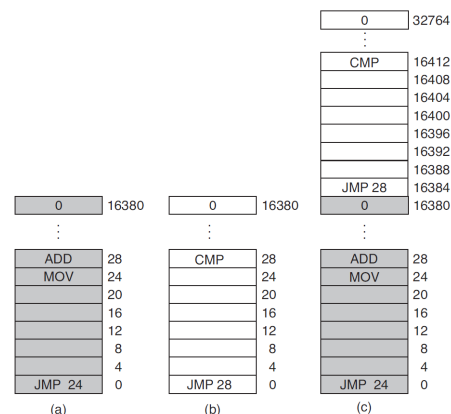 0 32764
⋮
CMP 16412
16408
16404
16400
16396
16392
16388
JMP 28 16384
0 16380 0 16380 0 16380
⋮ ⋮ ⋮
ADD 28 CMP 28 ADD 28
MOV 24 24 MOV 24
20 20 20
16 16 16
12 12 12
8 8 8
4 4 4
JMP 24 0 JMP 28 0 JMP 24 0
(a) (b) (c)